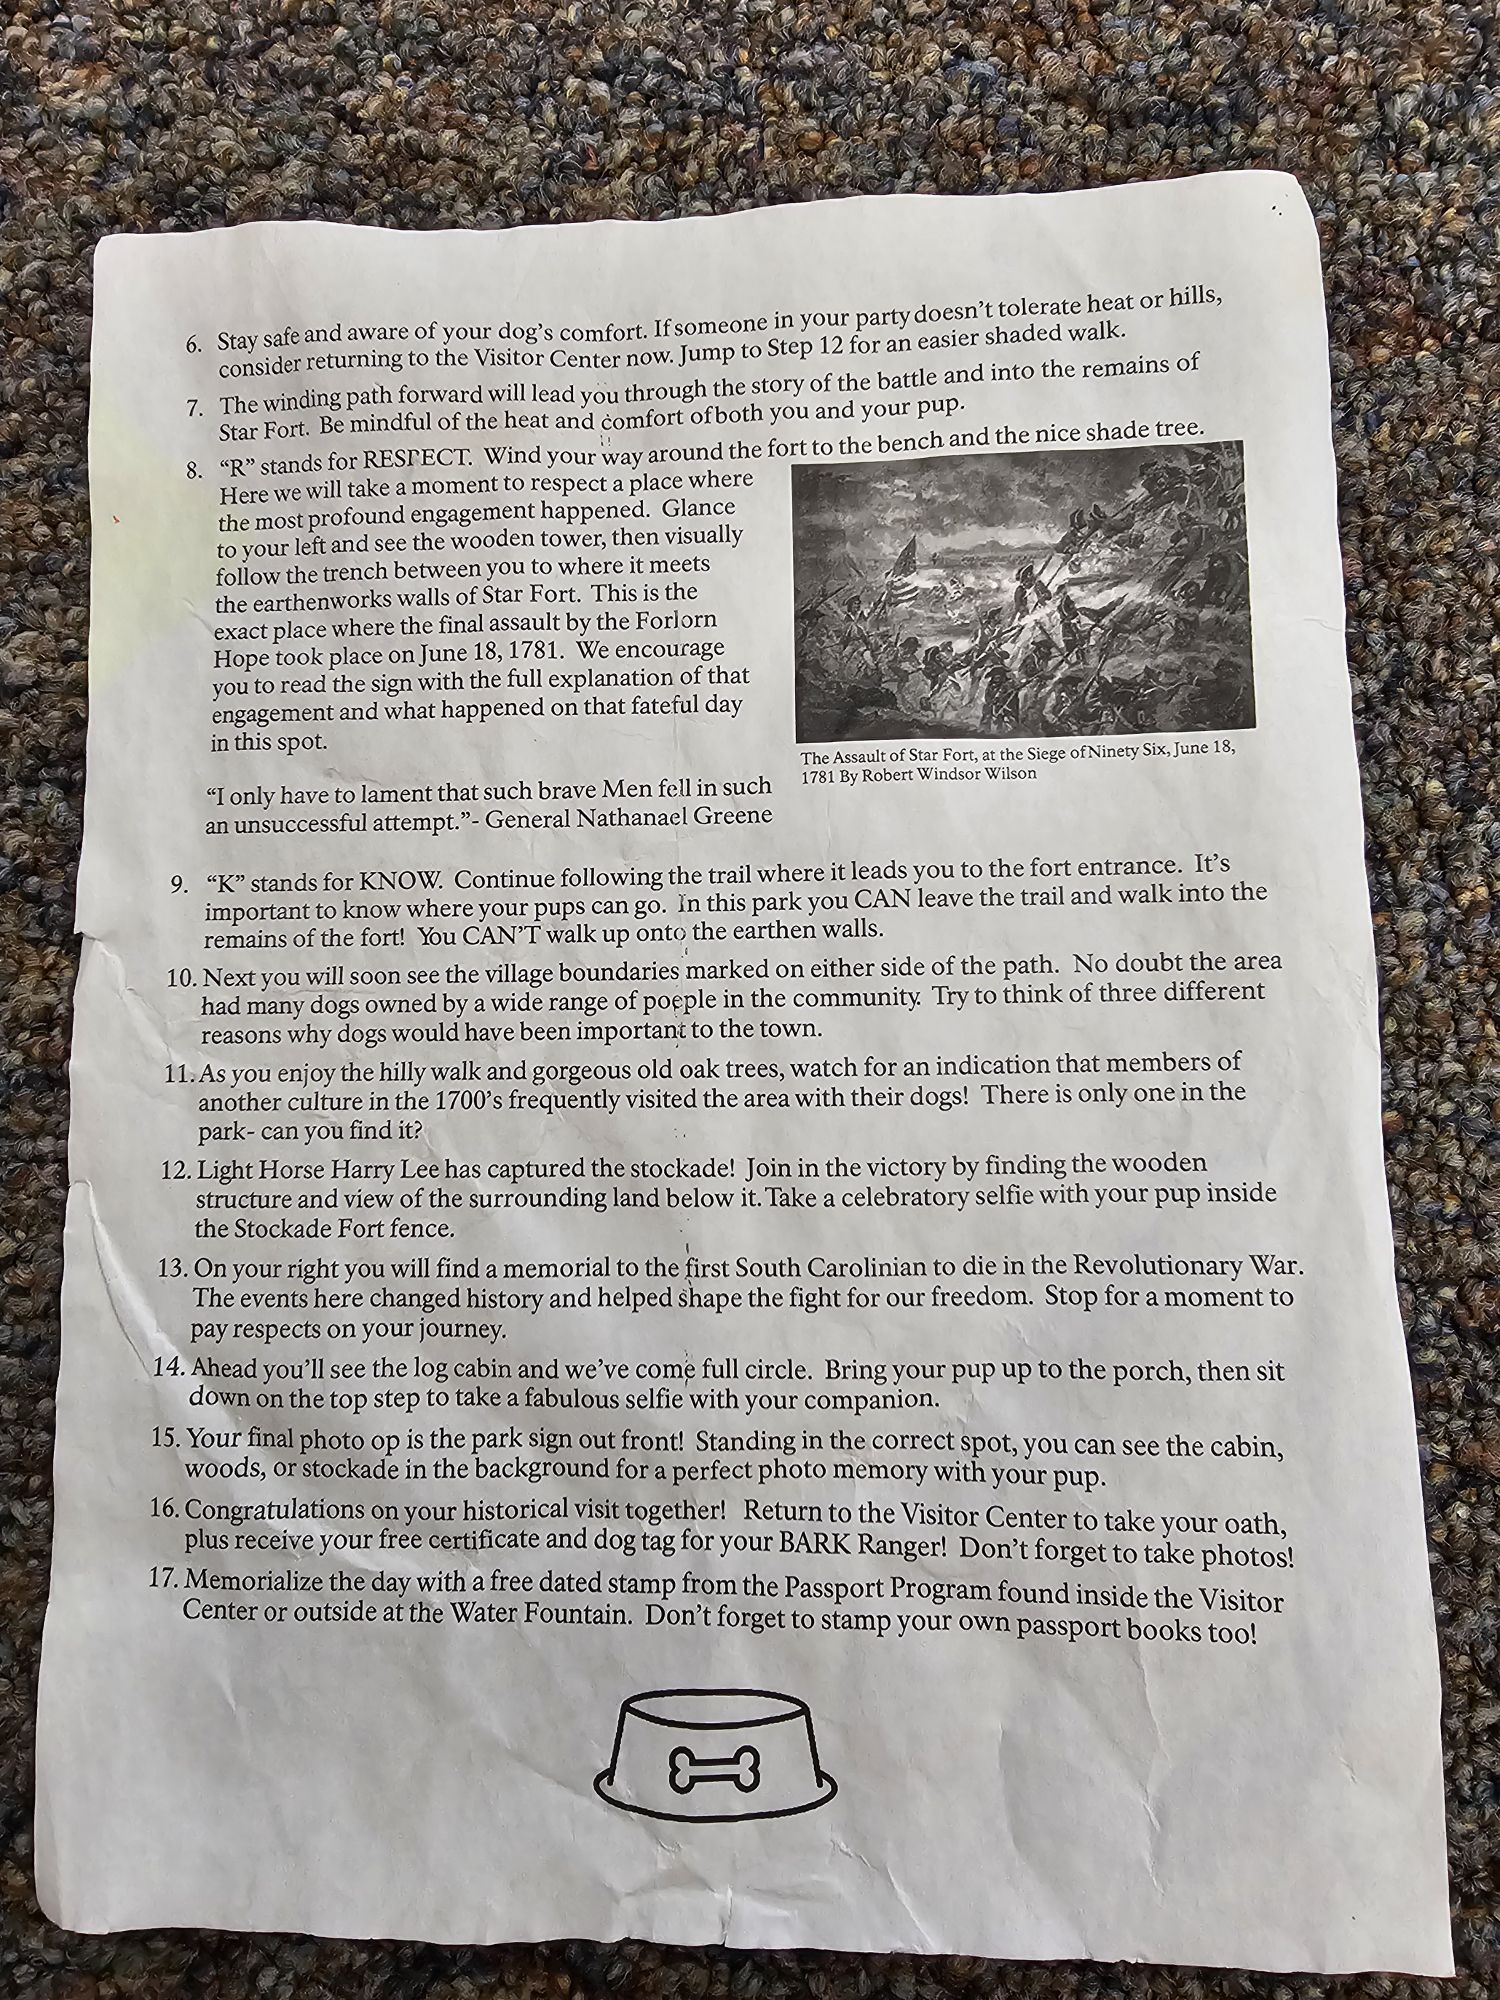 6. Stay safe and aware of your dog's comfort. If someone in your party doesn't tolerate heat or hills,
consider returning to the Visitor Center now. Jump to Step 12 for an easier shaded walk.
7. The winding path forward will lead you through the story of the battle and into the remains of
Star Fort. Be mindful of the heat and comfort of both you and your pup.
8. “R” stands for RESPECT. Wind your way around the fort to the bench and the nice shade tree.
Here we will take a moment to respect a place where
the most profound engagement happened. Glance
to your left and see the wooden tower, then visually
follow the trench between you to where it meets
the earthenworks walls of Star Fort. This is the
exact place where the final assault by the Forlorn
Hope took place on June 18, 1781. We encourage
you to read the sign with the full explanation of that
engagement and what happened on that fateful day
in this spot.
The Assault of Star Fort, at the Siege of Ninety Six, June 18,
1781 By Robert Windsor Wilson
“I only have to lament that such brave Men fell in such
an unsuccessful attempt.”- General Nathanael Greene
9. “K” stands for KNOW. Continue following the trail where it leads you to the fort entrance. It's
important to know where your pups can go. In this park you CAN leave the trail and walk into the
remains of the fort! You CAN'T walk up onto the earthen walls.
10. Next you will soon see the village boundaries marked on either side of the path. No doubt the area
had many dogs owned by a wide range of poeple in the community. Try to think of three different
reasons why dogs would have been important to the town.
11. As you enjoy the hilly walk and gorgeous old oak trees, watch for an indication that members of
another culture in the 1700's frequently visited the area with their dogs! There is only one in the
park- can you find it?
12. Light Horse Harry Lee has captured the stockade! Join in the victory by finding the wooden
structure and view of the surrounding land below it. Take a celebratory selfie with your pup inside
the Stockade Fort fence.
13. On your right you will find a memorial to the first South Carolinian to die in the Revolutionary War.
The events here changed history and helped shape the fight for our freedom. Stop for a moment to
pay respects on your journey.
14. Ahead you'll see the log cabin and we've come full circle. Bring your pup up to the porch, then sit
down on the top step to take a fabulous selfie with your companion.
15. Your final photo op is the park sign out front! Standing in the correct spot, you can see the cabin,
woods, or stockade in the background for a perfect photo memory with your pup.
16. Congratulations on your historical visit together! Return to the Visitor Center to take your oath,
plus receive your free certificate and dog tag for your BARK Ranger! Don't forget to take photos!
17. Memorialize the day with a free dated stamp from the Passport Program found inside the Visitor
Center or outside at the Water Fountain. Don't forget to stamp your own passport books too!